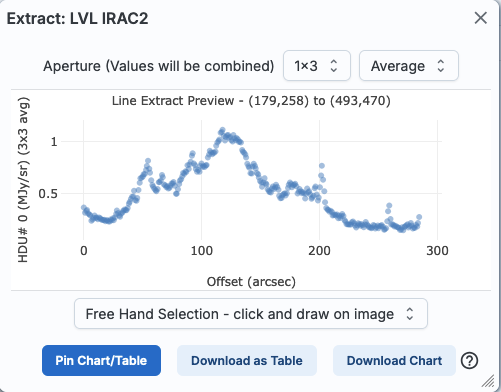 Extract: LVL IRAC2
Aperture (Values will be combined) 1×3 Average
Line Extract Preview - (179,258) to (493,470)
HDU# 0 (MJy/sr) (3x3 avg)
1
0.5
0 100 200 300
Offset (arcsec)
Free Hand Selection - click and draw on image
Pin Chart/Table Download as Table Download Chart